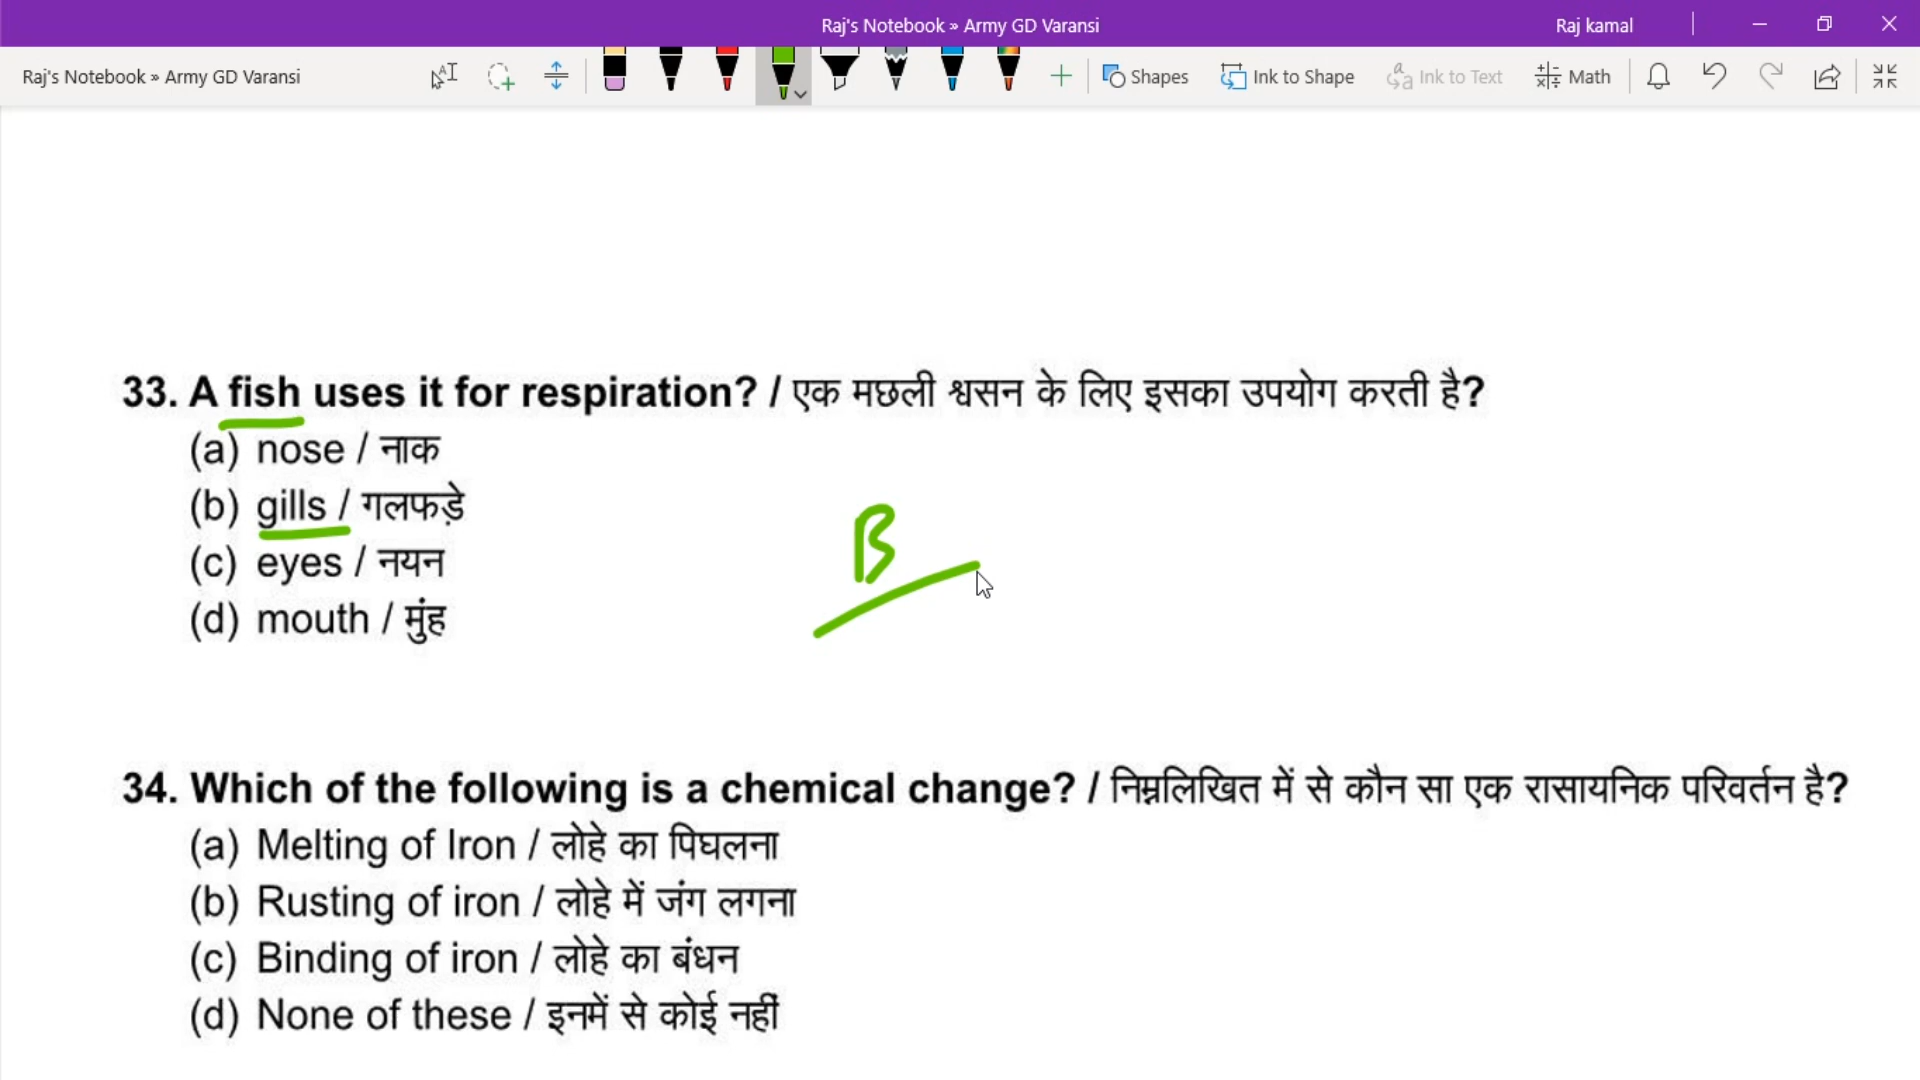 Raj's Notebook » Army GD Varansi
Raj kamal
Raj's Notebook » Army GD Varansi
Shapes
Ink to Shape
Ink to Text
Math
33. A fish uses it for respiration? / एक मछली श्वसन के लिए इसका उपयोग करती है?
(a) nose / नाक
(b) gills / गलफड़े
B
(c) eyes / नयन
(d) mouth / मुंह
34. Which of the following is a chemical change? / निम्नलिखित में से कौन सा एक रासायनिक परिवर्तन है?
(a) Melting of Iron / लोहे का पिघलना
(b) Rusting of iron / लोहे में जंग लगना
(c) Binding of iron / लोहे का बंधन
(d) None of these / इनमें से कोई नहीं